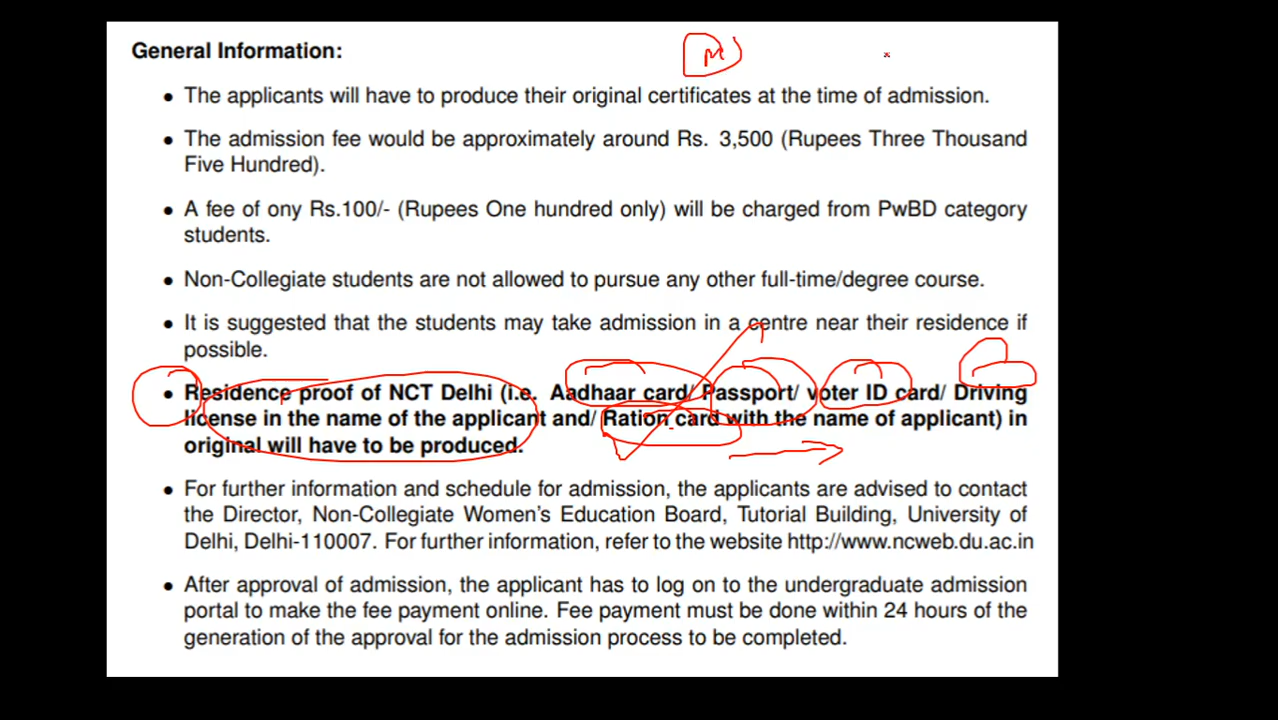 General Information:
M
• The applicants will have to produce their original certificates at the time of admission.
• The admission fee would be approximately around Rs. 3,500 (Rupees Three Thousand
Five Hundred).
• A fee of ony Rs.100/- (Rupees One hundred only) will be charged from PwBD category
students.
• Non-Collegiate students are not allowed to pursue any other full-time/degree course.
• It is suggested that the students may take admission in a centre near their residence if
possible.
• Residence proof of NCT Delhi (i.e. Aadhaar card/ Passport/ voter ID card/ Driving
license in the name of the applicant and/ Ration card with the name of applicant) in
original will have to be produced.
• For further information and schedule for admission, the applicants are advised to contact
the Director, Non-Collegiate Women's Education Board, Tutorial Building, University of
Delhi, Delhi-110007. For further information, refer to the website http://www.ncweb.du.ac.in
• After approval of admission, the applicant has to log on to the undergraduate admission
portal to make the fee payment online. Fee payment must be done within 24 hours of the
generation of the approval for the admission process to be completed.